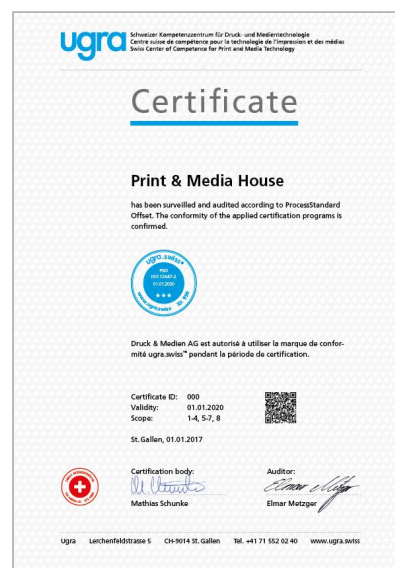 ugra
Schweizer Kompetenzzentrum für Druck- und Medientechnologie
Centre suisse de compétence pour la technologie de l'impression et des médias
Swiss Center of Competence for Print and Media Technology
Certificate
Print & Media House
has been surveilled and audited according to ProcessStandard
Offset. The conformity of the applied certification programs is
confirmed.
ugra.swiss
PSO
ISO 12647-2
01.01.2020
www.ugra.swiss
Druck & Medien AG est autorisé à utiliser la marque de confor-
mité ugra.swiss™ pendant la période de certification.
Certificate ID: 000
Validity: 01.01.2020
Scope: 1-4, 5-7, 8
St. Gallen, 01.01.2017
Certification body: Auditor:
Mathias Schunke Elmar Metzger
Ugra Lerchenfeldstrasse 5 CH-9014 St. Gallen Tel. +41 71 552 02 40 www.ugra.swiss